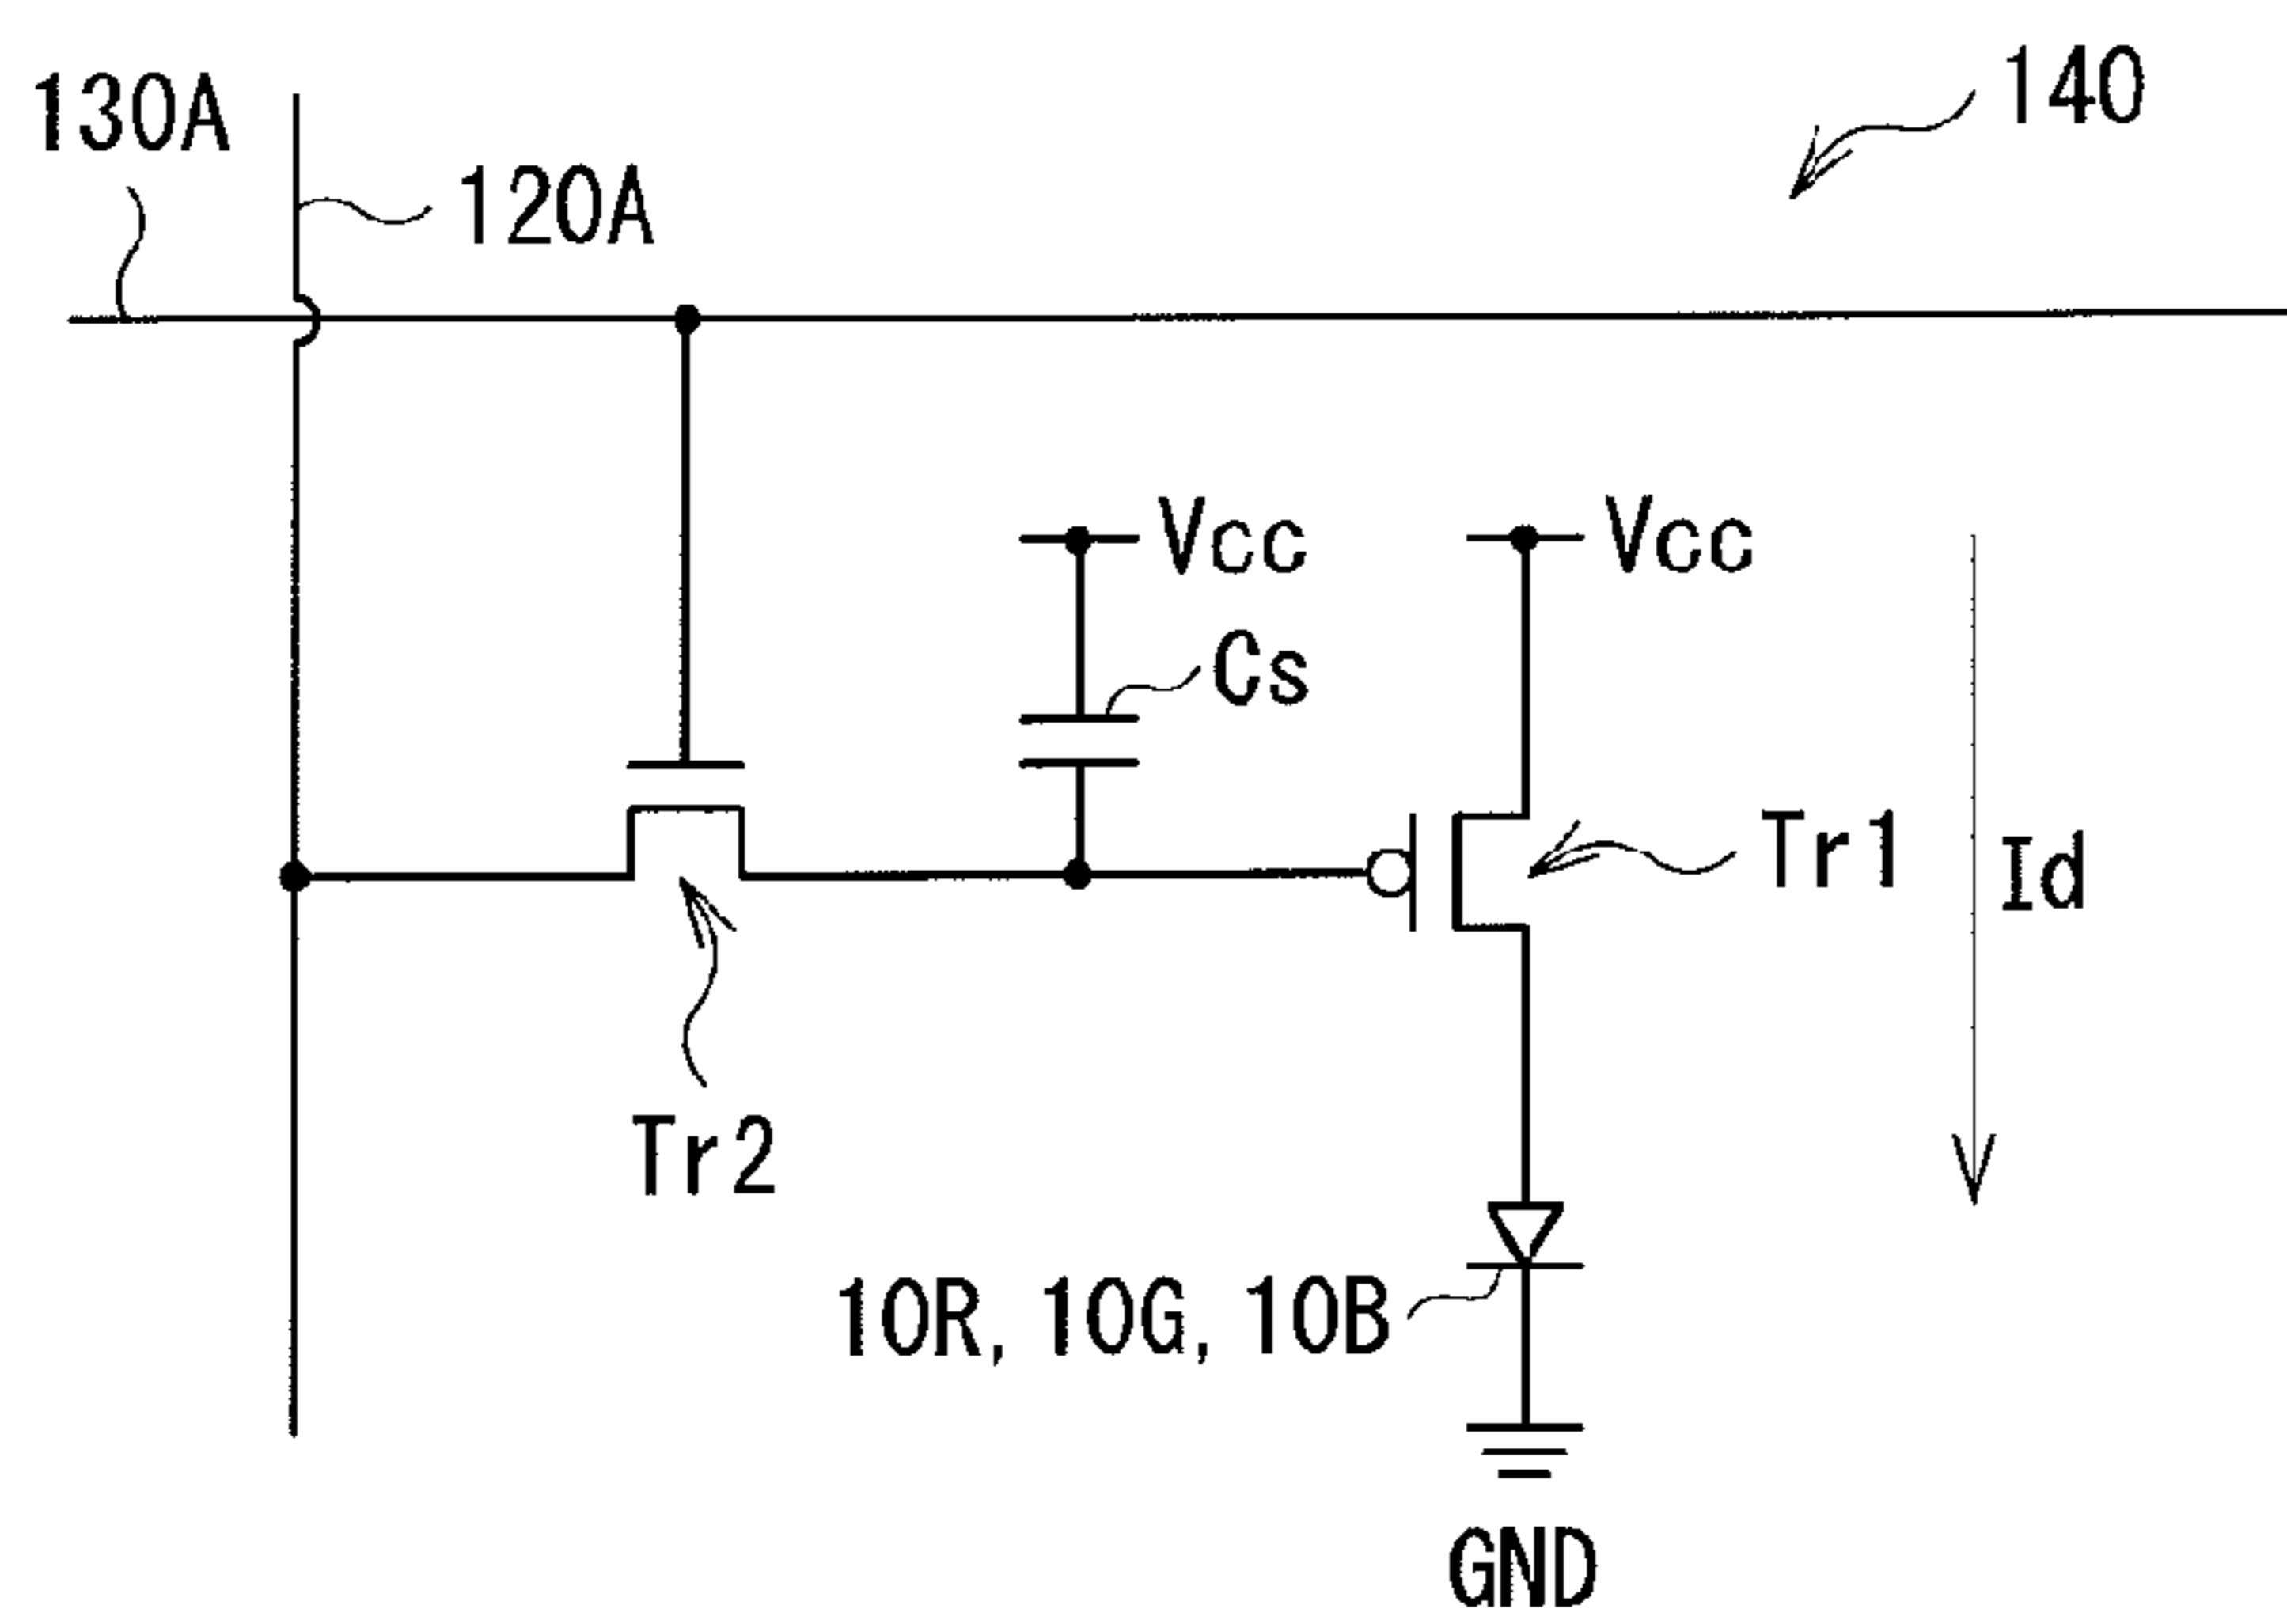 140
130A
120A
Vcc
Vcc
Cs
Tr1
Id
Tr2
10R, 10G, 10B
GND